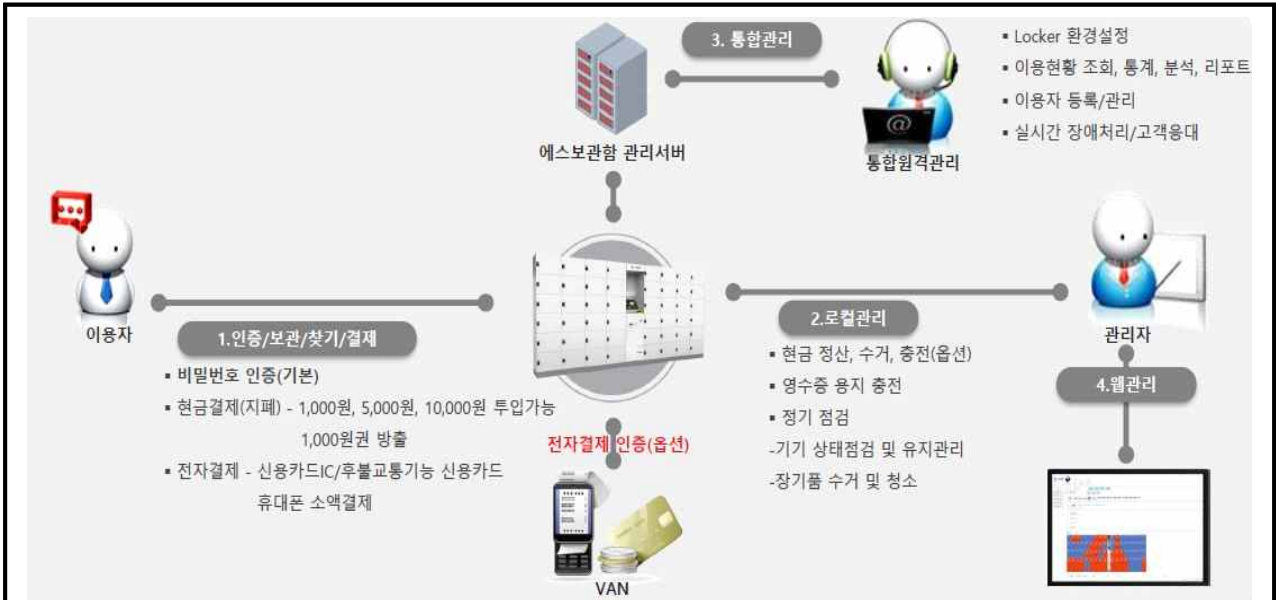 3. 통합관리
▪ Locker 환경설정
▪ 이용현황 조회, 통계, 분석, 리포트
▪ 이용자 등록/관리
▪ 실시간 장애처리/고객응대
에스보관함 관리서버
@
통합원격관리
이용자
1.인증/보관/찾기/결제
▪ 비밀번호 인증(기본)
▪ 현금결제(지폐) - 1,000원, 5,000원, 10,000원 투입가능
1,000원권 방출
▪ 전자결제 - 신용카드IC/후불교통기능 신용카드
휴대폰 소액결제
2.로컬관리
▪ 현금 정산, 수거, 충전(옵션)
▪ 영수증 용지 충전
▪ 정기 점검
-기기 상태점검 및 유지관리
-장기품 수거 및 청소
관리자
4.웹관리
전자결제 인증(옵션)
VAN